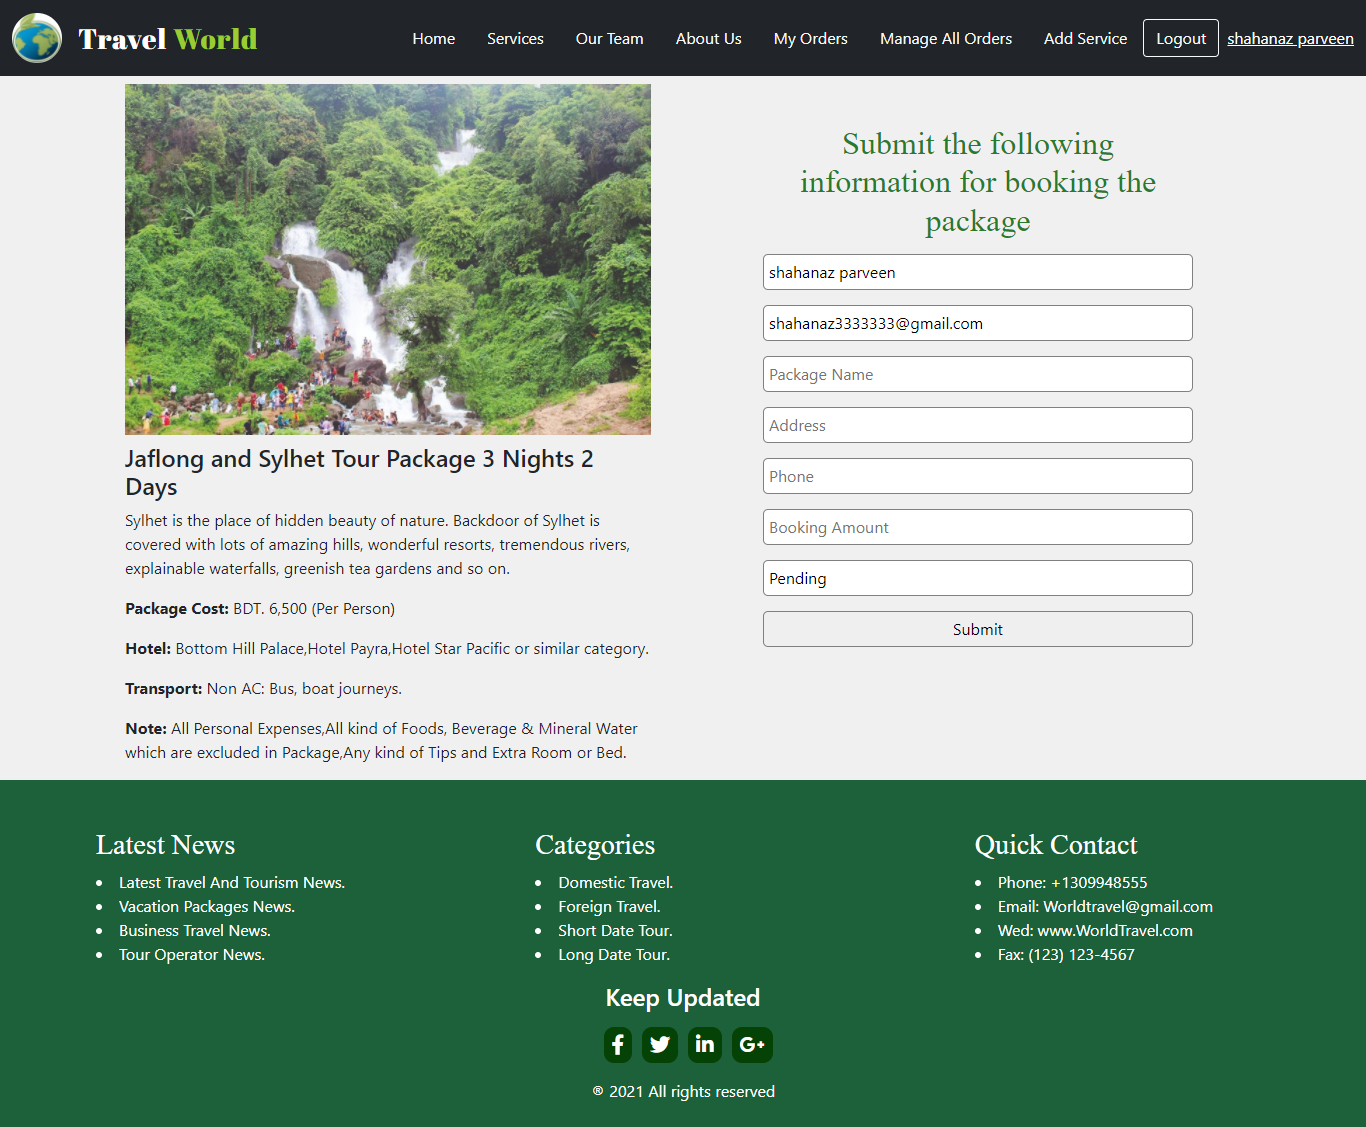 Travel World
Home
Services
Our Team
About Us
My Orders
Manage All Orders
Add Service
Logout
shahanaz parveen
Jaflong and Sylhet Tour Package 3 Nights 2
Days
Sylhet is the place of hidden beauty of nature. Backdoor of Sylhet is
covered with lots of amazing hills, wonderful resorts, tremendous rivers,
explainable waterfalls, greenish tea gardens and so on.
Package Cost: BDT. 6,500 (Per Person)
Hotel: Bottom Hill Palace,Hotel Payra,Hotel Star Pacific or similar category.
Transport: Non AC: Bus, boat journeys.
Note: All Personal Expenses,All kind of Foods, Beverage & Mineral Water
which are excluded in Package,Any kind of Tips and Extra Room or Bed.
Submit the following
information for booking the
package
shahanaz parveen
shahanaz3333333@gmail.com
Package Name
Address
Phone
Booking Amount
Pending
Submit
Latest News
Latest Travel And Tourism News.
Vacation Packages News.
Business Travel News.
Tour Operator News.
Categories
Domestic Travel.
Foreign Travel.
Short Date Tour.
Long Date Tour.
Quick Contact
Phone: +1309948555
Email: Worldtravel@gmail.com
Wed: www.WorldTravel.com
Fax: (123) 123-4567
Keep Updated
® 2021 All rights reserved